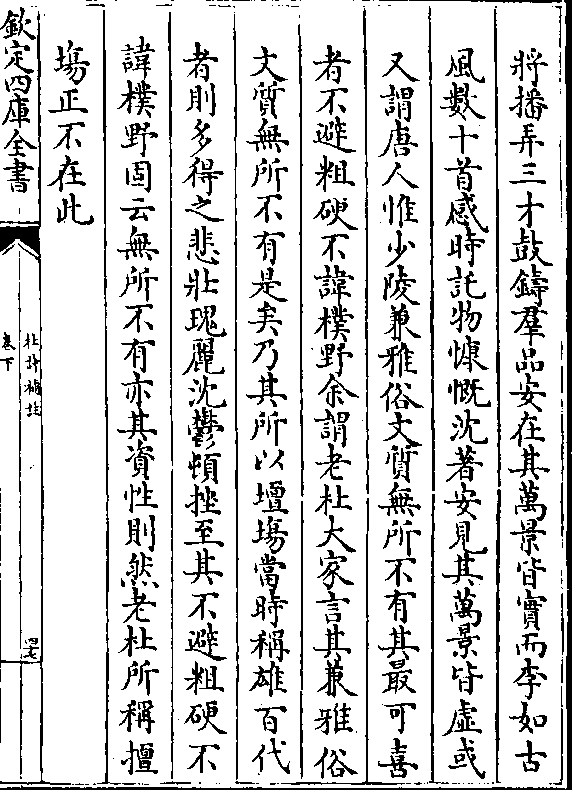 將播弄三才鼓鑄羣品安在其萬景皆實而李如古
風數十首感時託物慷慨沈著安見其萬景皆虛或
又謂唐人惟少陵兼雅俗文質無所不有其最可喜
者不避粗硬不諱樸野余謂老杜大家言其兼雅俗
文質無所不有是矣乃其所以壇塲當時稱雄百代
者則多得之悲壯瑰麗沈鬱頓挫至其不避粗硬不
諱樸野固云無所不有亦其資性則然老杜所稱擅
塲正不在此
欽定四庫全書
杜詩補註
卷下
四七